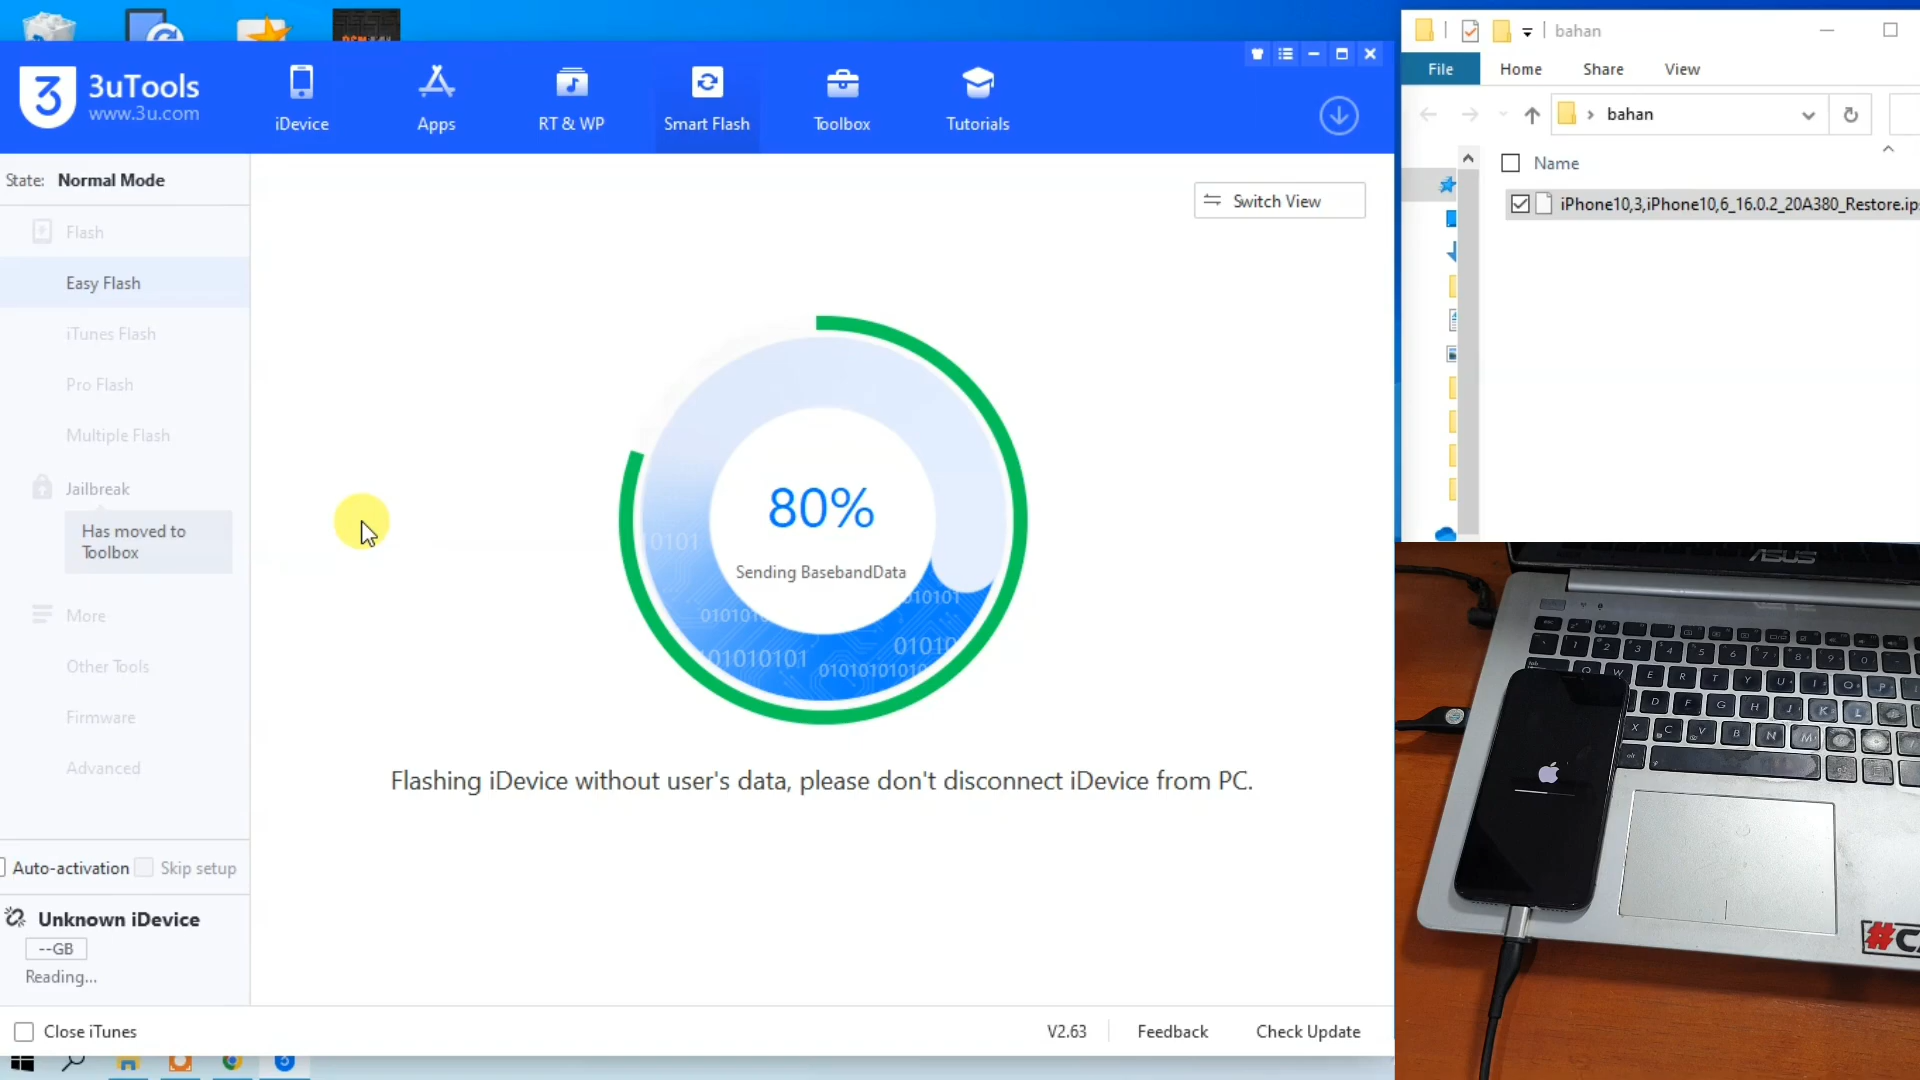 3uTools
www.3u.com
iDevice
Apps
RT & WP
Smart Flash
Toolbox
Tutorials
State: Normal Mode
Switch View
Flash
Easy Flash
iTunes Flash
Pro Flash
Multiple Flash
Jailbreak
Has moved to
Toolbox
More
Other Tools
Firmware
Advanced
80%
Sending BasebandData
Flashing iDevice without user's data, please don't disconnect iDevice from PC.
Auto-activation
Skip setup
Unknown iDevice
--GB
Reading...
Close iTunes
V2.63
Feedback
Check Update
bahan
File
Home
Share
View
bahan
Name
iPhone10,3,iPhone10,6_16.0.2_20A380_Restore.ip
ASUS